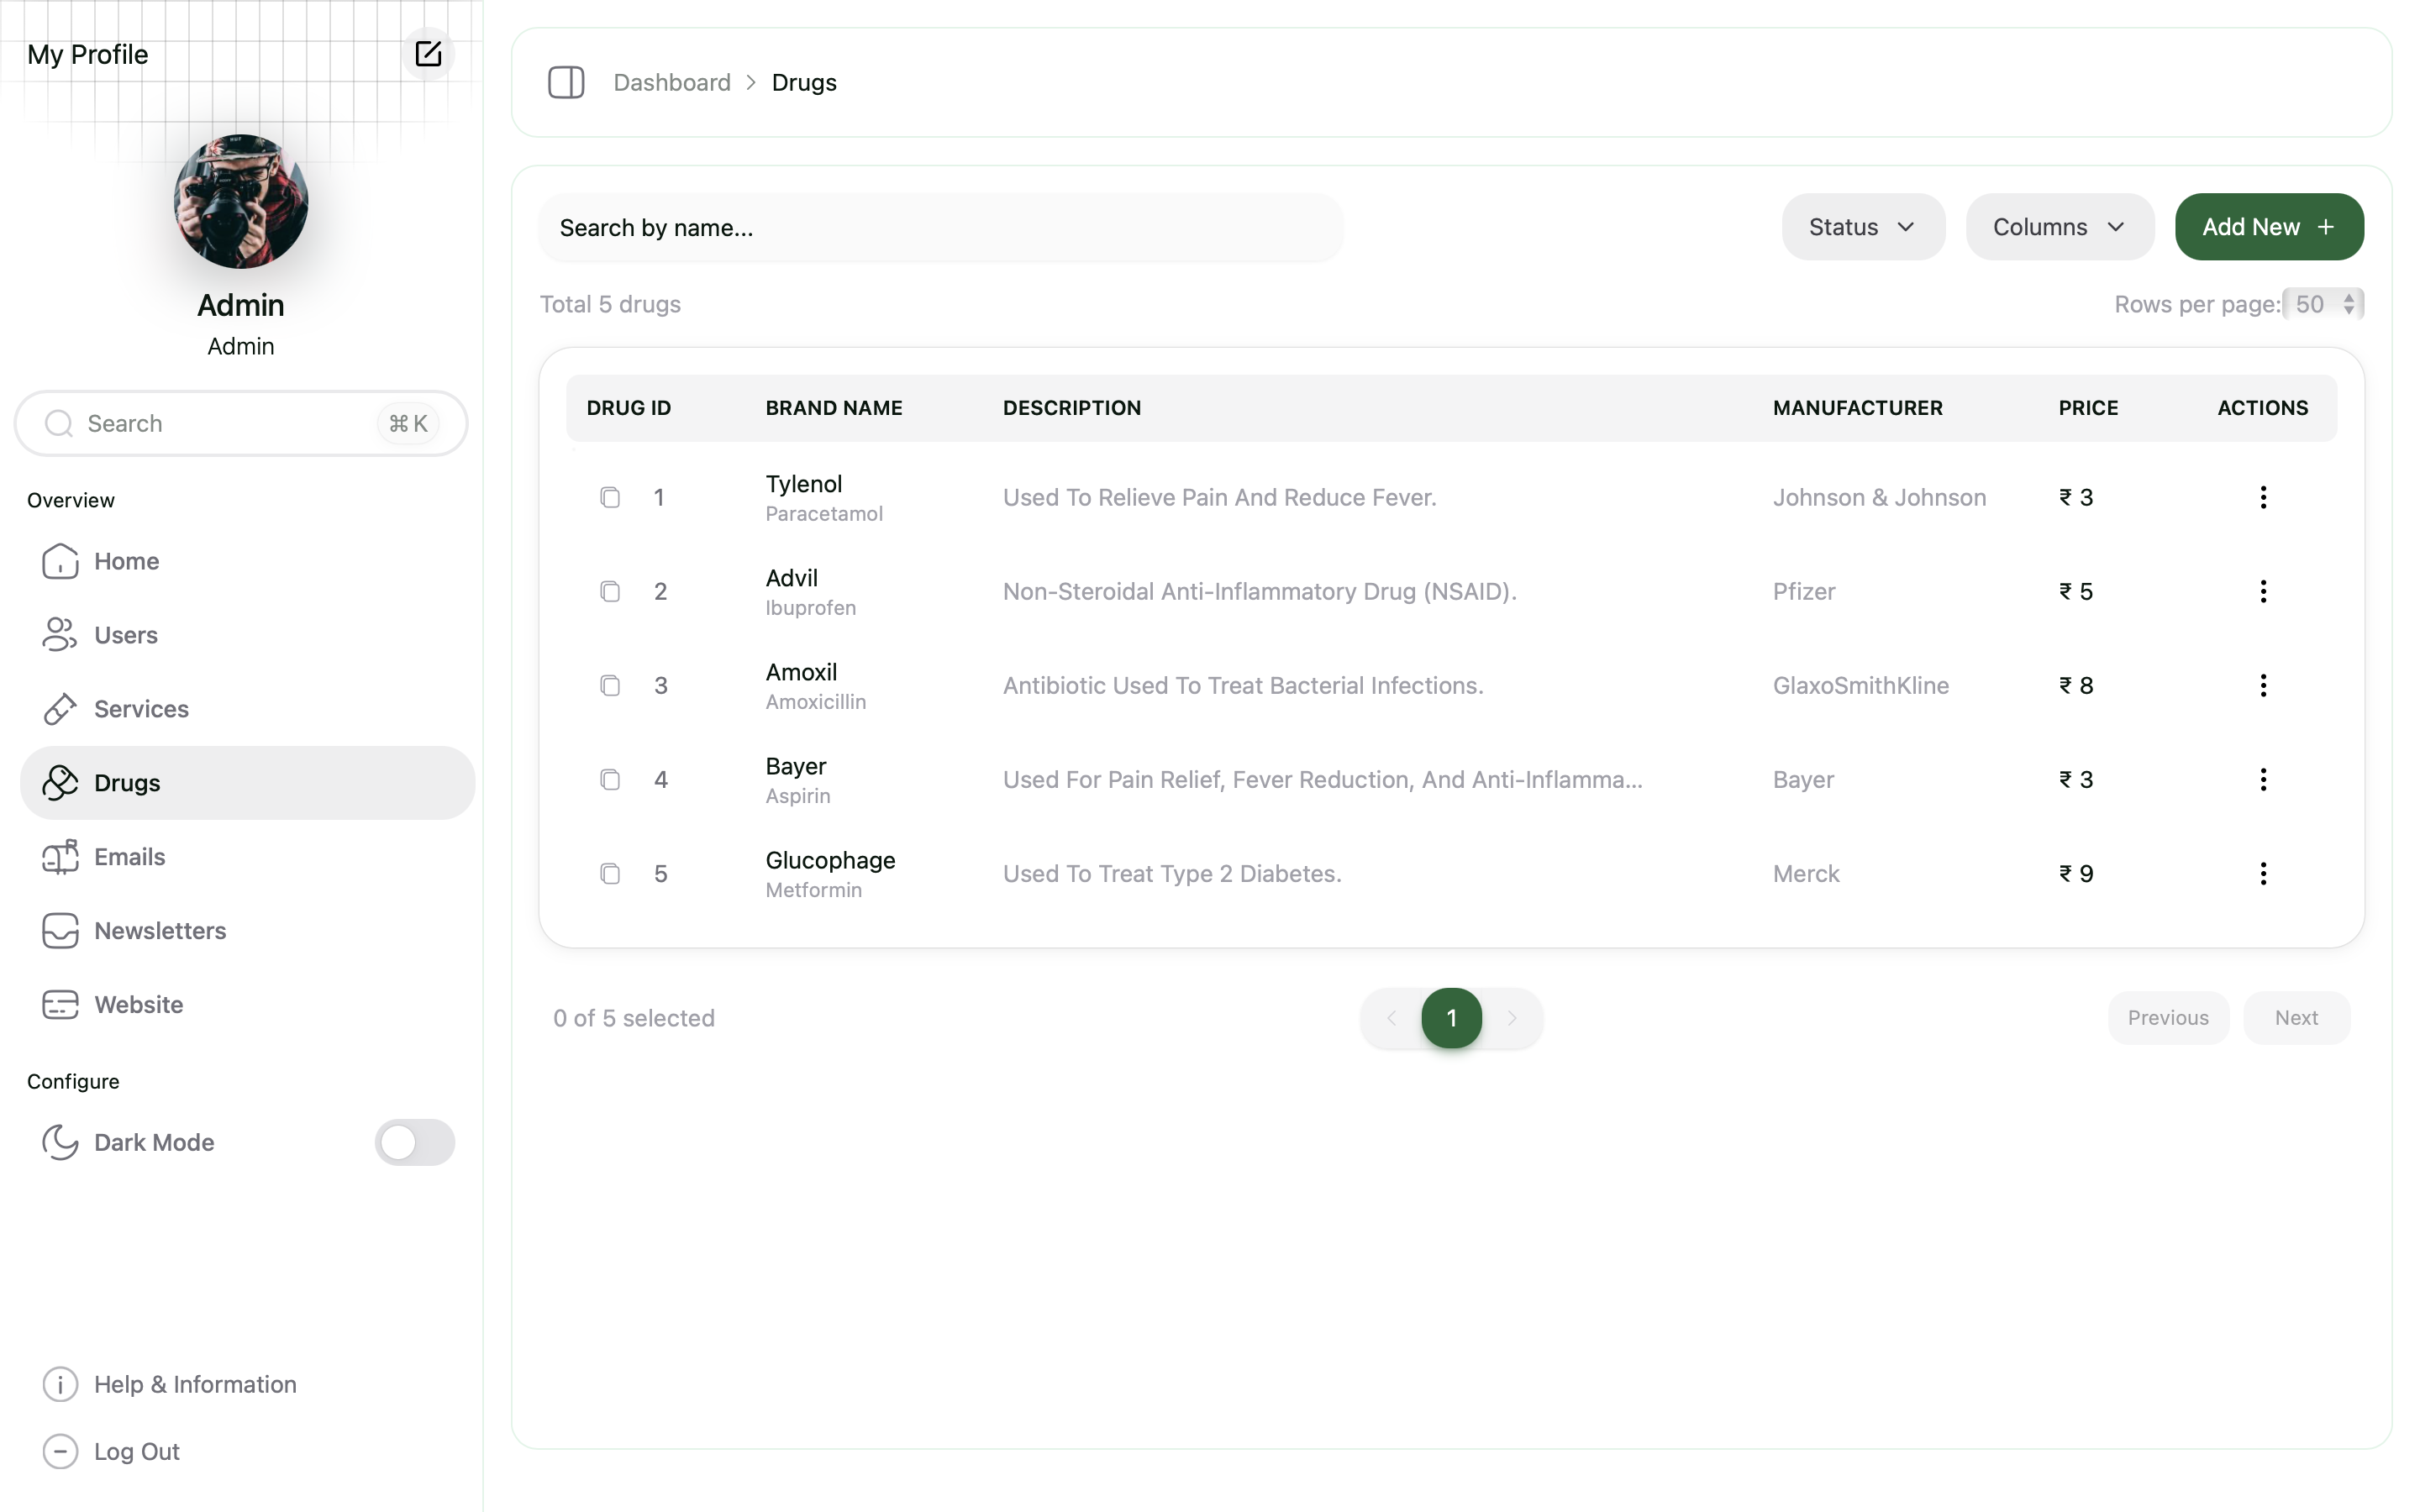 My Profile
Admin
Admin
Search
⌘ K
Overview
Home
Users
Services
Drugs
Emails
Newsletters
Website
Configure
Dark Mode
Help & Information
Log Out
Dashboard > Drugs
Search by name...
Status
Columns
Add New +
Total 5 drugs
Rows per page: 50
DRUG ID BRAND NAME DESCRIPTION MANUFACTURER PRICE ACTIONS
1 Tylenol Used To Relieve Pain And Reduce Fever. Johnson & Johnson ₹ 3
Paracetamol
2 Advil Non-Steroidal Anti-Inflammatory Drug (NSAID). Pfizer ₹ 5
Ibuprofen
3 Amoxil Antibiotic Used To Treat Bacterial Infections. GlaxoSmithKline ₹ 8
Amoxicillin
4 Bayer Used For Pain Relief, Fever Reduction, And Anti-Inflamma... Bayer ₹ 3
Aspirin
5 Glucophage Used To Treat Type 2 Diabetes. Merck ₹ 9
Metformin
0 of 5 selected
1
Previous
Next